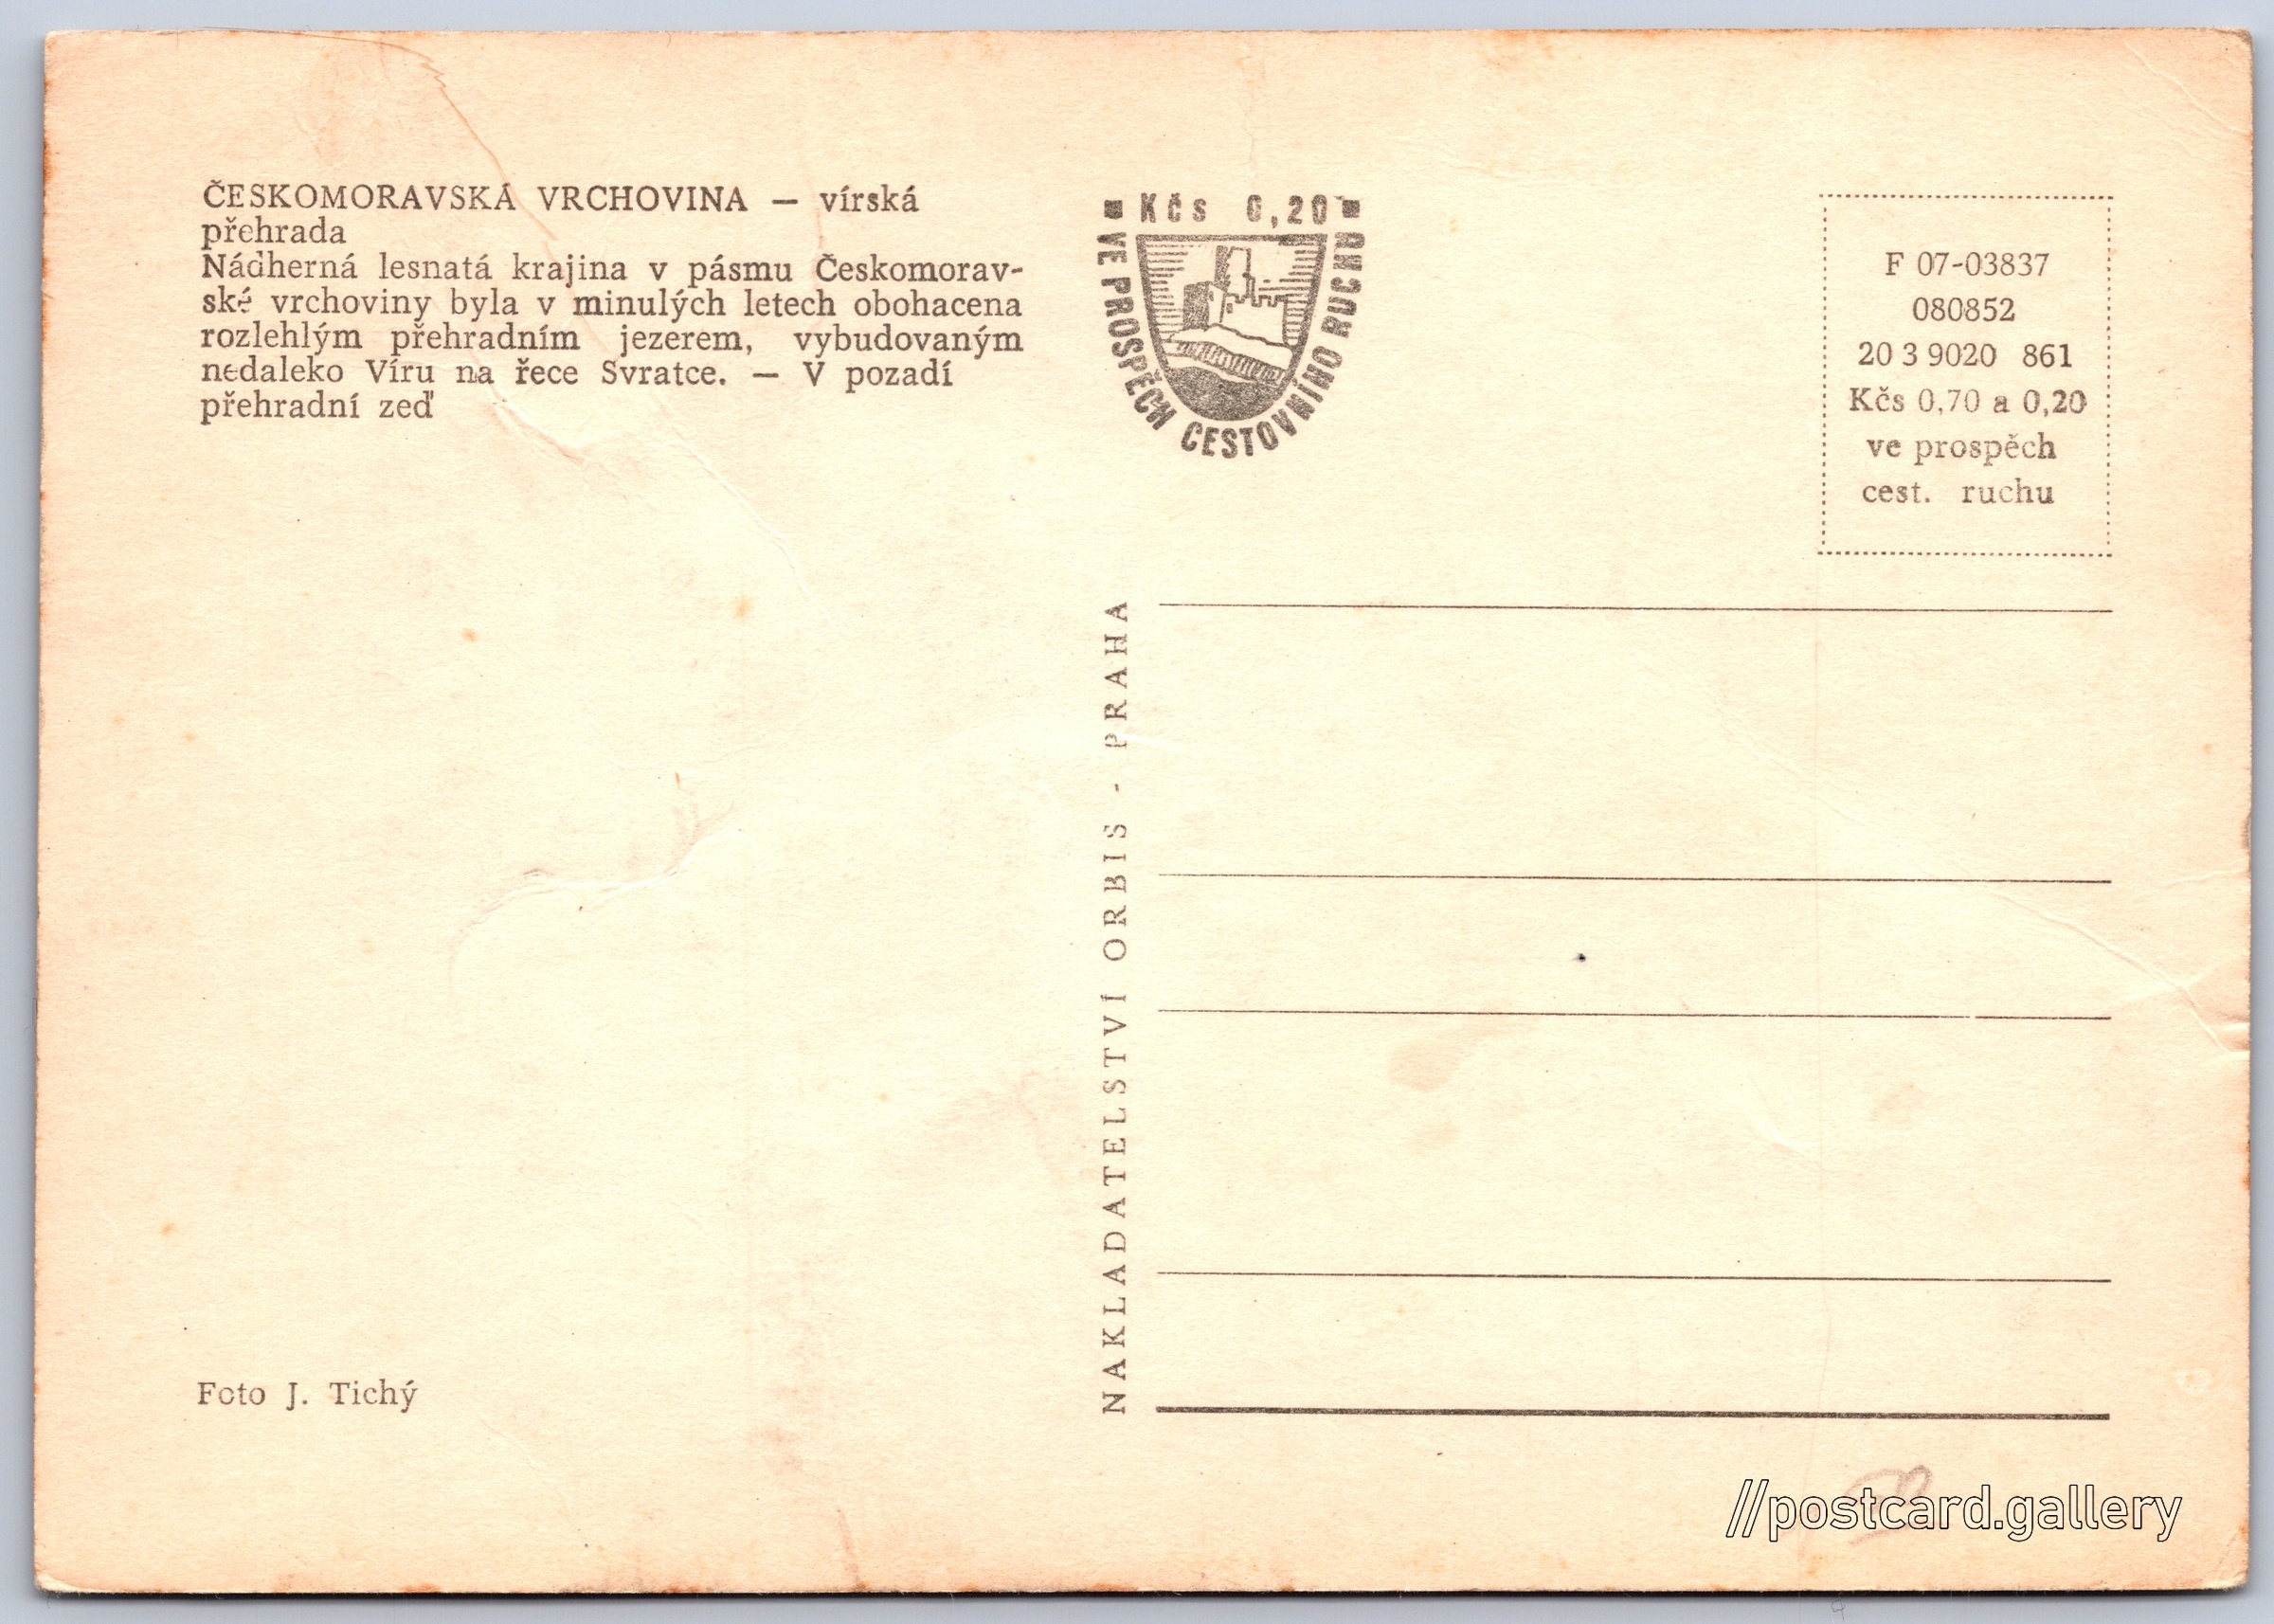 ČESKOMORAVSKÁ VRCHOVINA — vírská
přehrada
Nádherná lesnatá krajina v pásmu Českomorav-
ské vrchoviny byla v minulých letech obohacena
rozlehlým přehradním jezerem, vybudovaným
nedaleko Víru na řece Svratce. — V pozadí
přehradní zeď
Foto J. Tichý
Kčs 0,20
VE PROSPĚCH CESTOVNÍHO RUCHU
NAKLADATELSTVÍ ORBIS - PRAHA
F 07-03837
080852
20 3 9020 861
Kčs 0,70 a 0,20
ve prospěch
cest. ruchu
//postcard.gallery